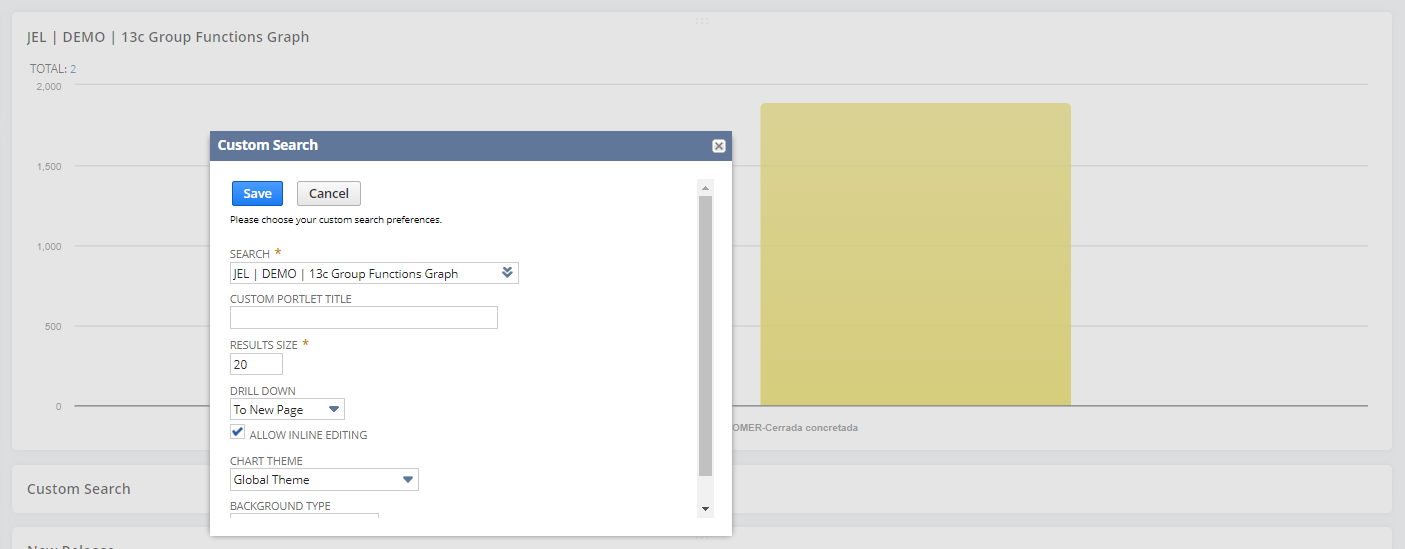 JEL | DEMO | 13c Group Functions Graph
TOTAL: 2
2,000
1,500
1,000
500
0
OMER-Cerrada concretada
Custom Search
Save
Cancel
Please choose your custom search preferences.
SEARCH *
JEL | DEMO | 13c Group Functions Graph
CUSTOM PORTLET TITLE
RESULTS SIZE *
20
DRILL DOWN
To New Page
ALLOW INLINE EDITING
CHART THEME
Global Theme
BACKGROUND TYPE
Custom Search
New Release